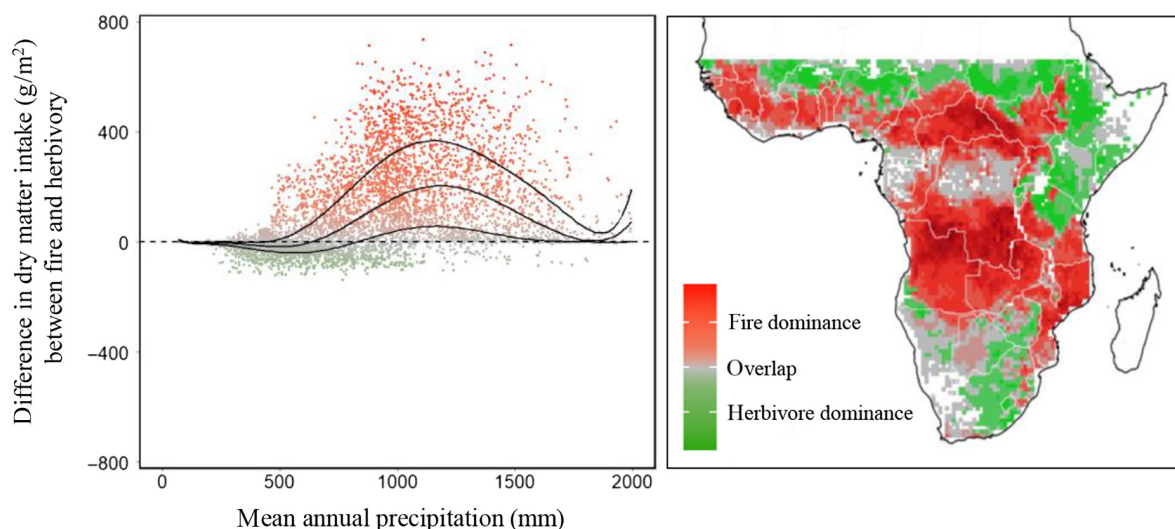 Difference in dry matter intake (g/m²)
between fire and herbivory
800
400
0
−400
−800
0
500
1000
1500
2000
Mean annual precipitation (mm)
Fire dominance
Overlap
Herbivore dominance